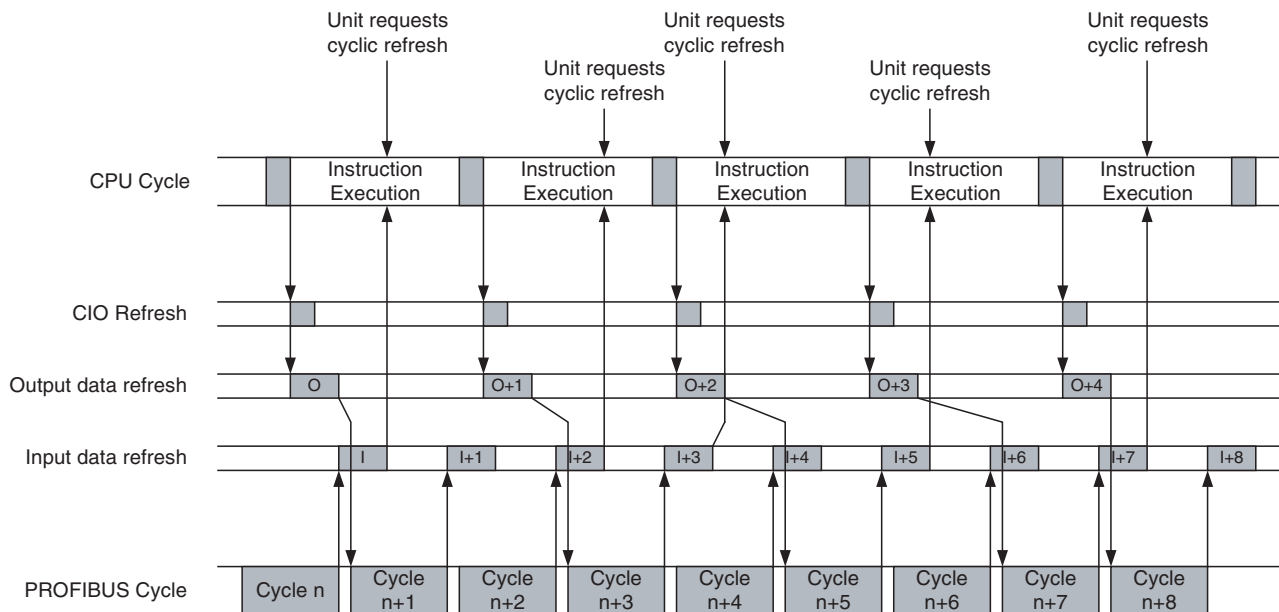 Unit requests
cyclic refresh
Unit requests
cyclic refresh
Unit requests
cyclic refresh
Unit requests
cyclic refresh
Unit requests
cyclic refresh
CPU Cycle
Instruction
Execution
Instruction
Execution
Instruction
Execution
Instruction
Execution
Instruction
Execution
CIO Refresh
Output data refresh
O
O+1
O+2
O+3
O+4
Input data refresh
I
I+1
I+2
I+3
I+4
I+5
I+6
I+7
I+8
PROFIBUS Cycle
Cycle n
Cycle
n+1
Cycle
n+2
Cycle
n+3
Cycle
n+4
Cycle
n+5
Cycle
n+6
Cycle
n+7
Cycle
n+8